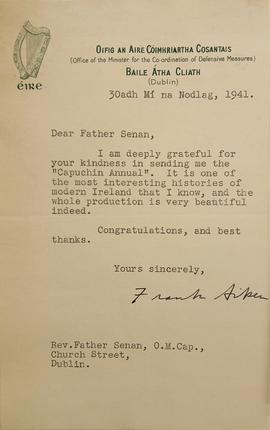 OIFIG AN AIRE CÓIMHRIARTHA COSANTAIS
(Office of the Minister for the Co-ordination of Defensive Measures)
BAILE ÁTHA CLIATH
(Dublin)
éire
30adh Mí na Nodlag, 1941.
Dear Father Senan,
I am deeply grateful for
your kindness in sending me the
"Capuchin Annual". It is one of
the most interesting histories of
modern Ireland that I know, and the
whole production is very beautiful
indeed.
Congratulations, and best
thanks.
Yours sincerely,
Frank Aiken
Rev.Father Senan, O.M.Cap.,
Church Street,
Dublin.